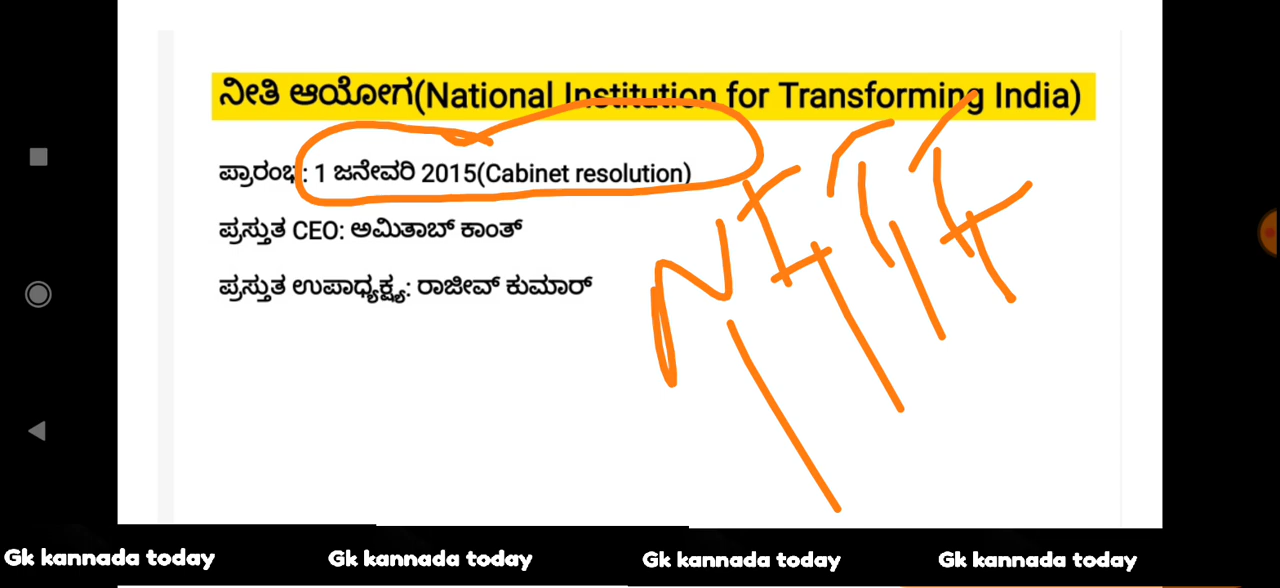 ನೀತಿ ಆಯೋಗ(National Institution for Transforming India)
ಪ್ರಾರಂಭ: 1 ಜನೇವರಿ 2015(Cabinet resolution)
ಪ್ರಸ್ತುತ CEO: ಅಮಿತಾಬ್ ಕಾಂತ್
ಪ್ರಸ್ತುತ ಉಪಾಧ್ಯಕ್ಷ್ಯ: ರಾಜೀವ್ ಕುಮಾರ್
NITI
Gk kannada today Gk kannada today Gk kannada today Gk kannada today